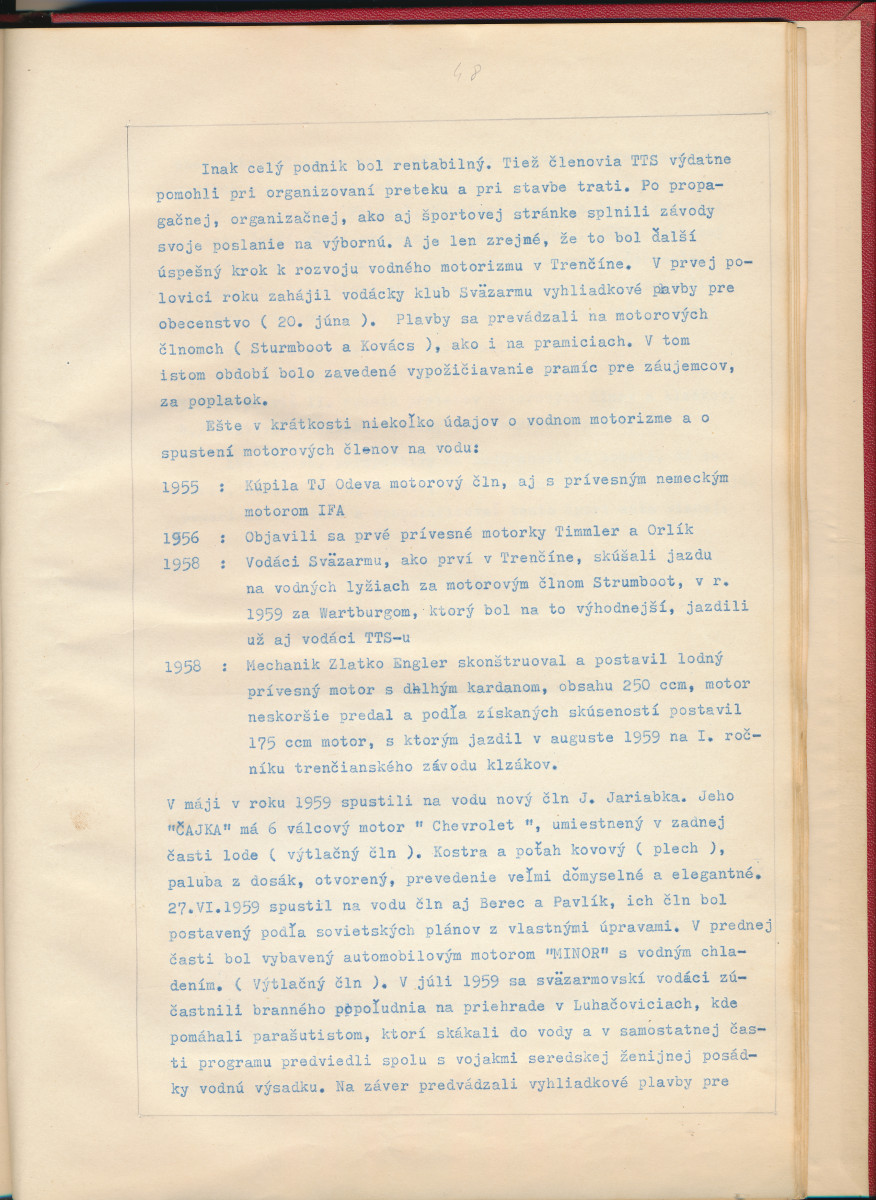 48
Inak celý podnik bol rentabilný. Tiež členovia TTS výdatne
pomohli pri organizovaní preteku a pri stavbe trati. Po propa-
gačnej, organizačnej, ako aj športovej stránke splnili závody
svoje poslanie na výbornú. A je len zrejmé, že to bol ďalší
úspešný krok k rozvoju vodného motorizmu v Trenčíne. V prvej po-
lovici roku zahájil vodácky klub Sväzarmu vyhliadkové plavby pre
obecenstvo ( 20. júna ). Plavby sa prevádzali na motorových
člnomch ( Sturmboot a Kovács ), ako i na pramiciach. V tom
istom období bolo zavedené vypožičiavanie pramíc pre záujemcov,
za poplatok.
Ešte v krátkosti niekoľko údajov o vodnom motorizme a o
spustení motorových členov na vodu:
1955 : Kúpila TJ Odeva motorový čln, aj s prívesným nemeckým
motorom IFA
1956 : Objavili sa prvé prívesné motorky Timmler a Orlík
1958 : Vodáci Sväzarmu, ako prví v Trenčíne, skúšali jazdu
na vodných lyžiach za motorovým člnom Strumboot, v r.
1959 za Wartburgom, ktorý bol na to výhodnejší, jazdili
už aj vodáci TTS-u
1958 : Mechanik Zlatko Engler skonštruoval a postavil lodný
prívesný motor s dlhým kardanom, obsahu 250 ccm, motor
neskoršie predal a podľa získaných skúseností postavil
175 ccm motor, s ktorým jazdil v auguste 1959 na I. roč-
níku trenčianského závodu klzákov.
V máji v roku 1959 spustili na vodu nový čln J. Jariabka. Jeho
"ČAJKA" má 6 válcový motor " Chevrolet ", umiestnený v zadnej
časti lode ( výtlačný čln ). Kostra a poťah kovový ( plech ),
paluba z dosák, otvorený, prevedenie veľmi dômyselné a elegantné.
27.VI.1959 spustil na vodu čln aj Berec a Pavlík, ich čln bol
postavený podľa sovietských plánov z vlastnými úpravami. V prednej
časti bol vybavený automobilovým motorom "MINOR" s vodným chla-
dením. ( Výtlačný čln ). V júli 1959 sa sväzarmovskí vodáci zú-
častnili branného popoľudnia na priehrade v Luhačoviciach, kde
pomáhali parašutistom, ktorí skákali do vody a v samostatnej čas-
ti programu predviedli spolu s vojakmi seredskej ženijnej posád-
ky vodnú výsadku. Na záver predvádzali vyhliadkové plavby pre